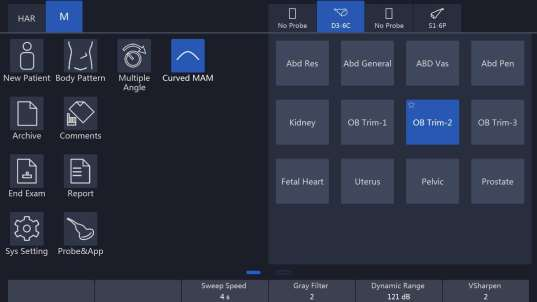 HAR
M
No Probe
D3-6C
No Probe
S1-6P
New Patient
Body Pattern
Multiple
Angle
Curved MAM
Archive
Comments
End Exam
Report
Sys Setting
Probe&App
Abd Res
Abd General
ABD Vas
Abd Pen
Kidney
OB Trim-1
OB Trim-2
OB Trim-3
Fetal Heart
Uterus
Pelvic
Prostate
Sweep Speed
4 s
Gray Filter
2
Dynamic Range
121 dB
VSharpen
2